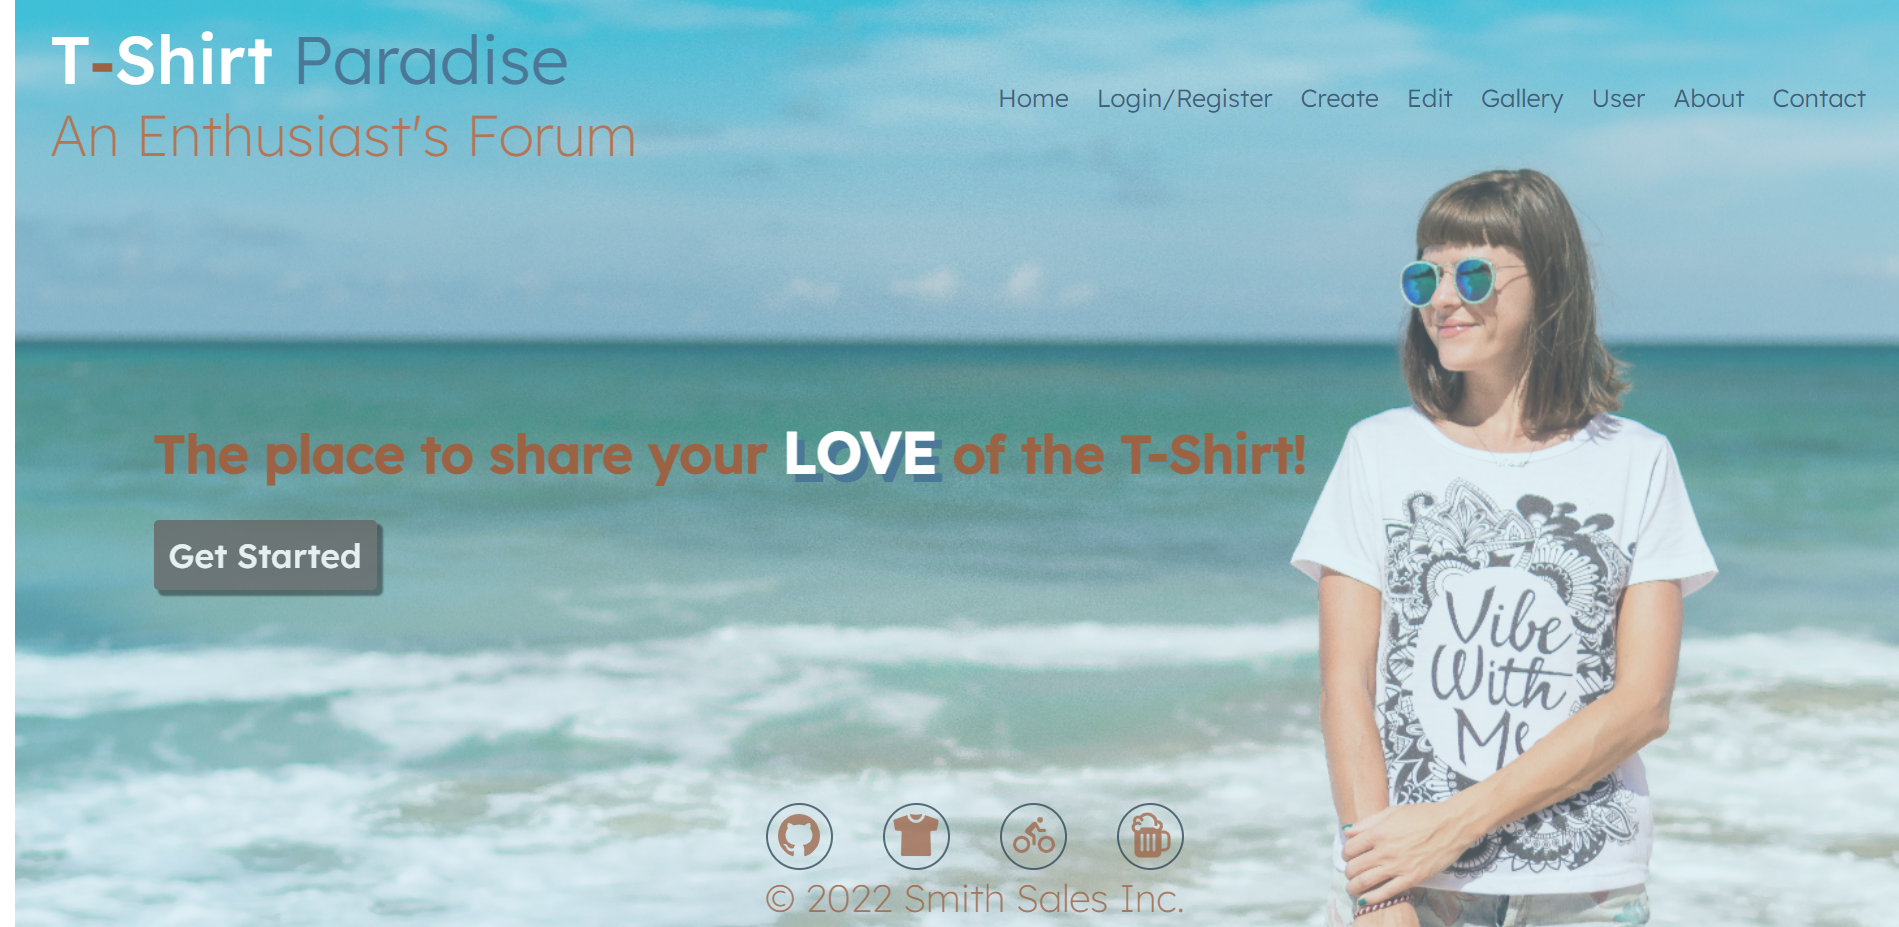 T-Shirt Paradise
An Enthusiast's Forum
Home Login/Register Create Edit Gallery User About Contact
The place to share your LOVE of the T-Shirt!
Get Started
Vibe
With
Me
© 2022 Smith Sales Inc.